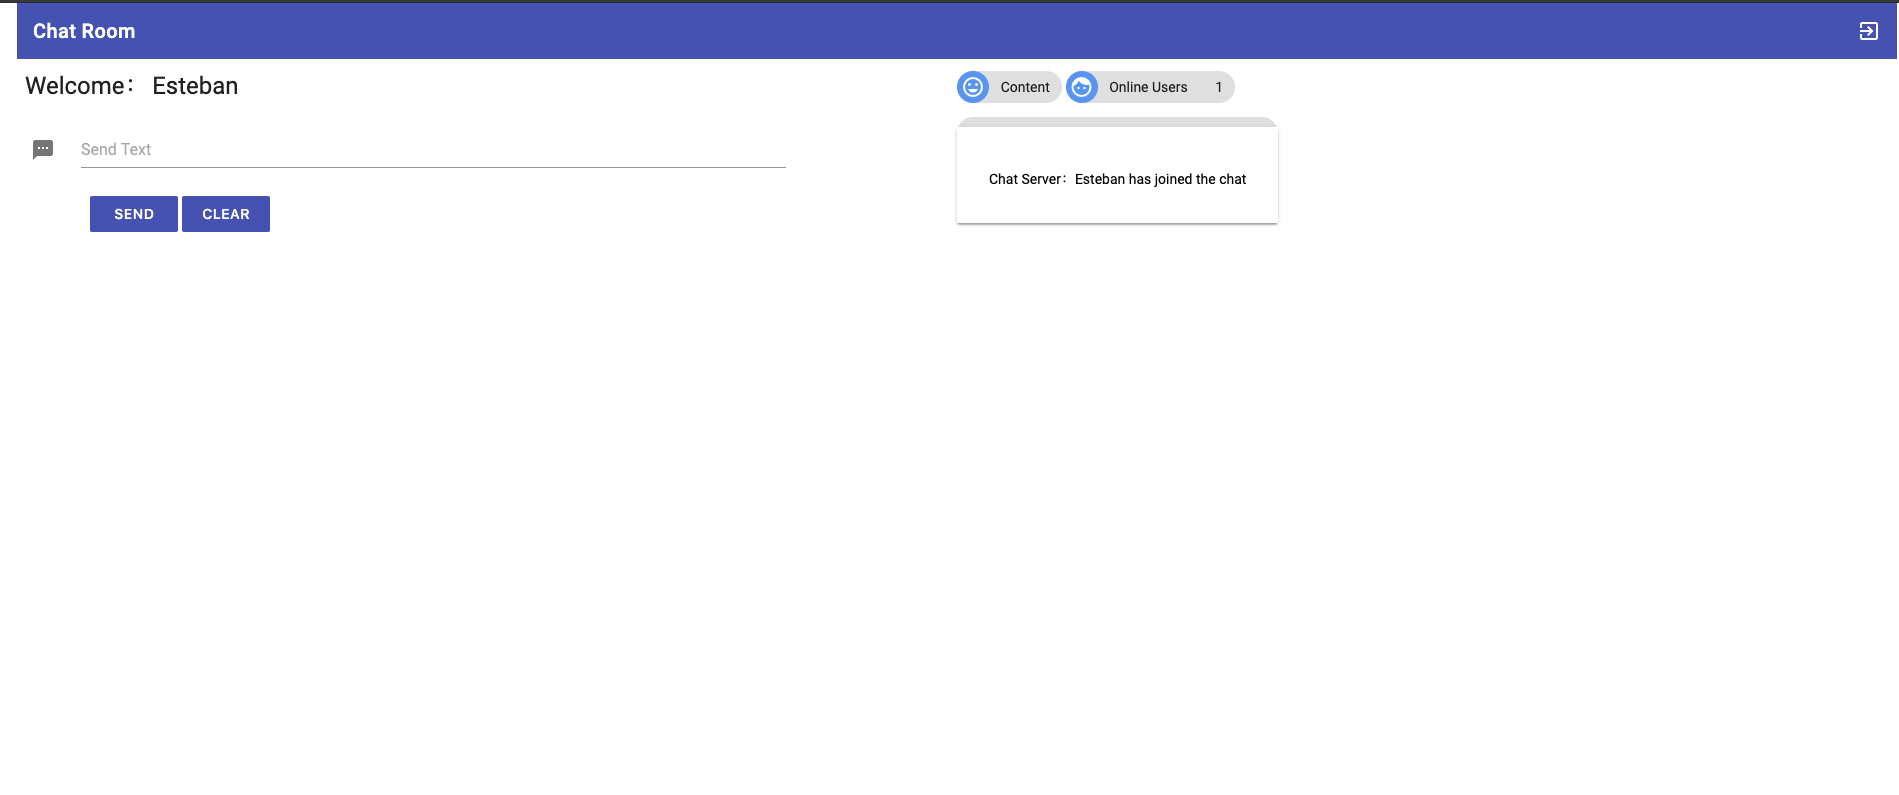 Chat Room
Welcome： Esteban
Content
Online Users 1
Send Text
Chat Server：Esteban has joined the chat
SEND
CLEAR